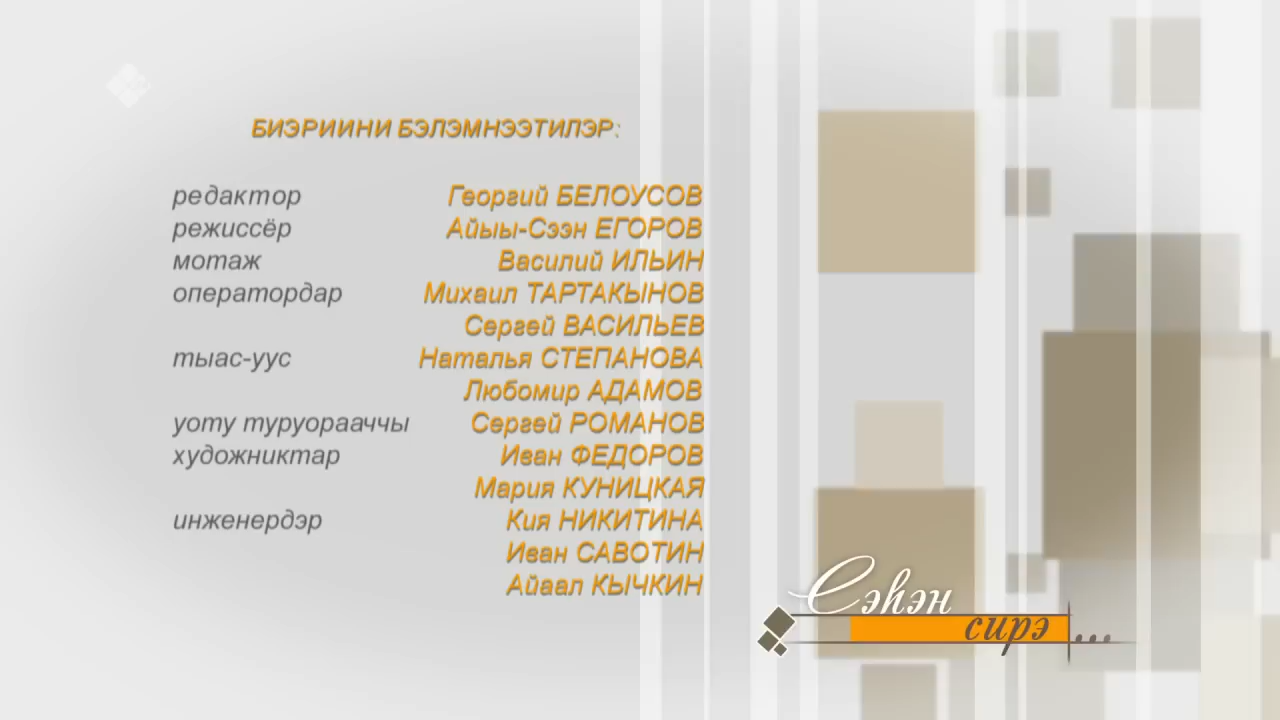 БИЭРИИНИ БЭЛЭМНЭЭТИЛЭР:
редактор Георгий БЕЛОУСОВ
режиссёр Айыы-Сээн ЕГОРОВ
мотаж Василий ИЛЬИН
оператордар Михаил ТАРТАКЫНОВ
Сергей ВАСИЛЬЕВ
тыас-уус Наталья СТЕПАНОВА
Любомир АДАМОВ
уоту туруорааччы Сергей РОМАНОВ
художниктар Иван ФЕДОРОВ
Мария КУНИЦКАЯ
инженердэр Кия НИКИТИНА
Иван САВОТИН
Айаал КЫЧКИН
Сэһэн
сирэ...